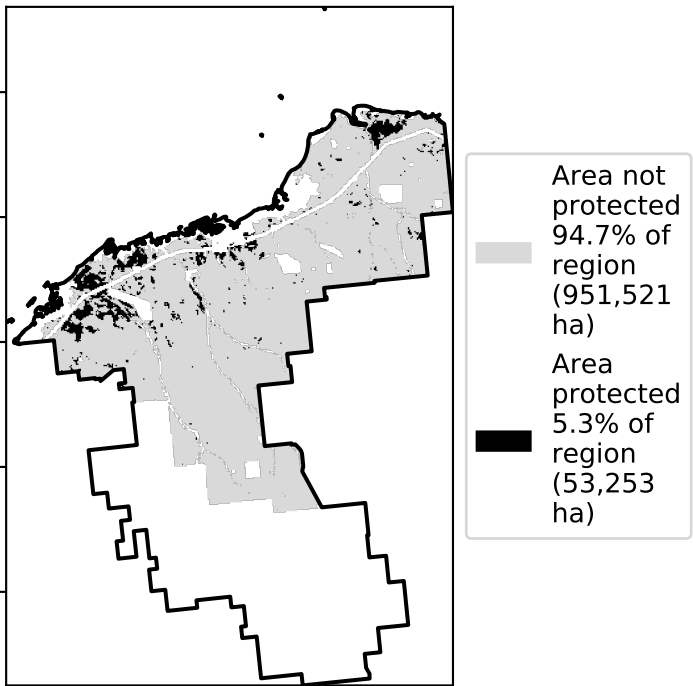 Area not
protected
94.7% of
region
(951,521
ha)
Area
protected
5.3% of
region
(53,253
ha)